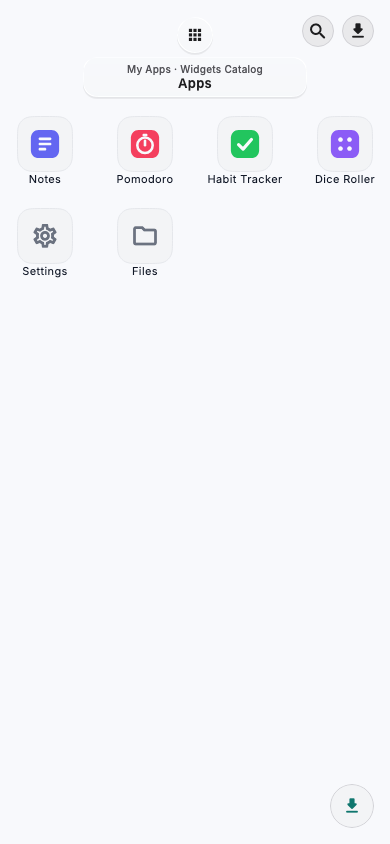 My Apps · Widgets Catalog
Apps
Notes
Pomodoro
Habit Tracker
Dice Roller
Settings
Files